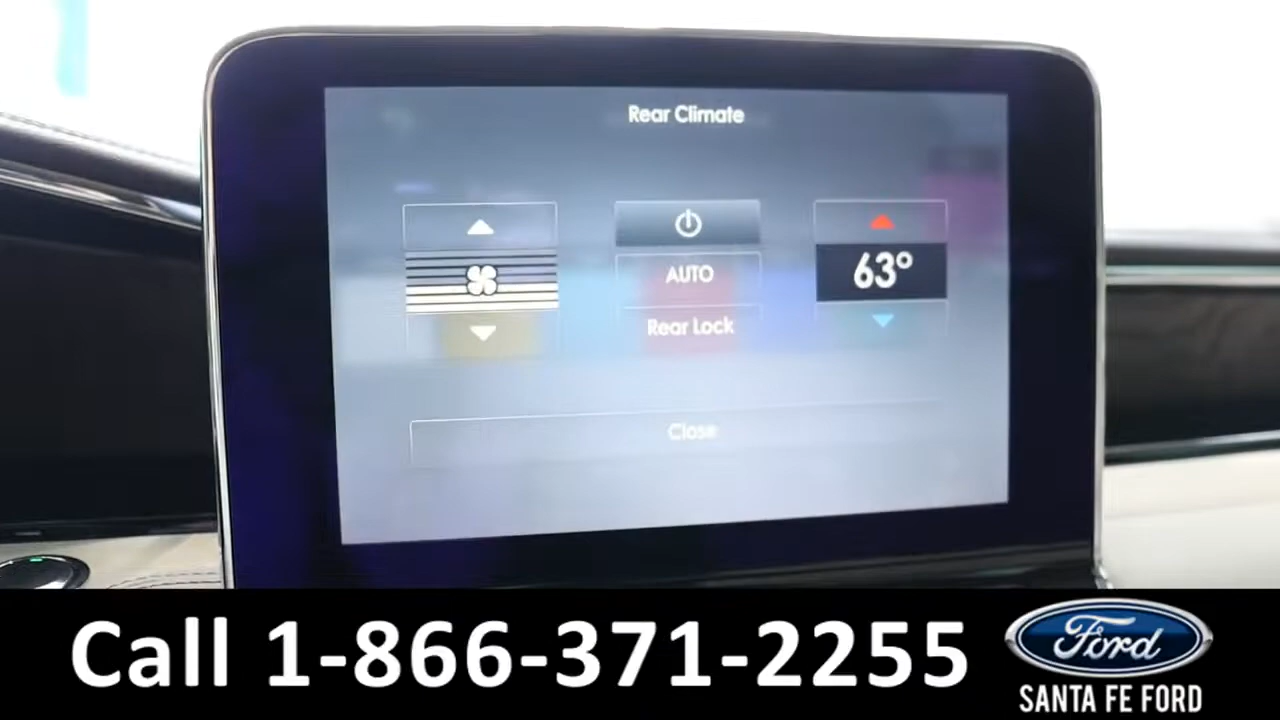 Rear Climate
AUTO
63°
Rear Lock
Close
Call 1-866-371-2255
Ford
SANTA FE FORD